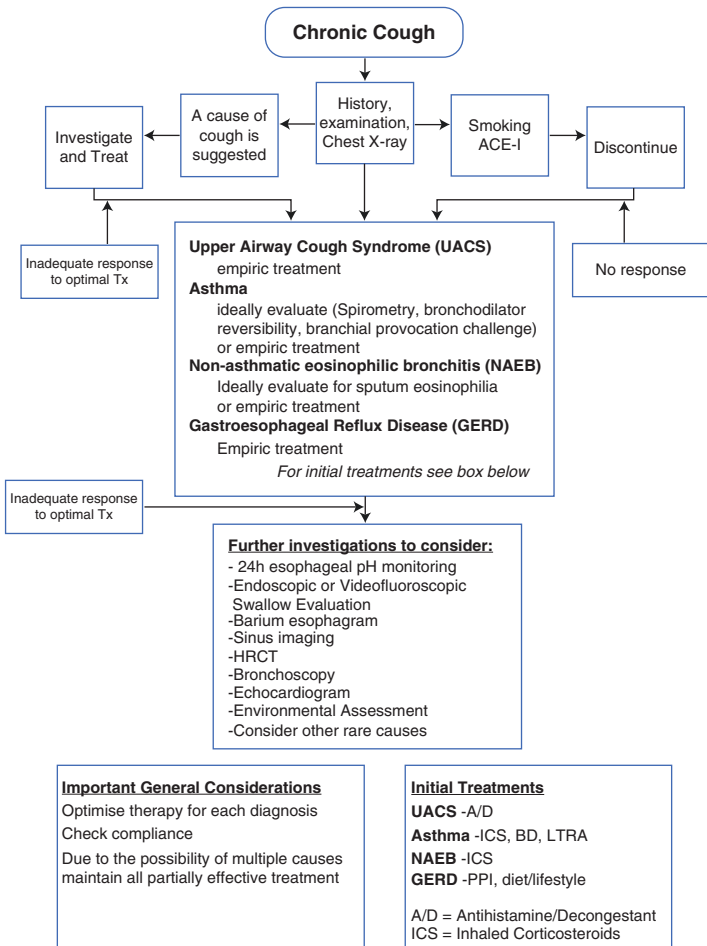 Chronic Cough
Investigate
and Treat
A cause of
cough is
suggested
History,
examination,
Chest X-ray
Smoking
ACE-I
Discontinue
Inadequate response
to optimal Tx
No response
Upper Airway Cough Syndrome (UACS)
empiric treatment
Asthma
ideally evaluate (Spirometry, bronchodilator
reversibility, branchial provocation challenge)
or empiric treatment
Non-asthmatic eosinophilic bronchitis (NAEB)
Ideally evaluate for sputum eosinophilia
or empiric treatment
Gastroesophageal Reflux Disease (GERD)
Empiric treatment
For initial treatments see box below
Inadequate response
to optimal Tx
Further investigations to consider:
- 24h esophageal pH monitoring
-Endoscopic or Videofluoroscopic
Swallow Evaluation
-Barium esophagram
-Sinus imaging
-HRCT
-Bronchoscopy
-Echocardiogram
-Environmental Assessment
-Consider other rare causes
Important General Considerations
Optimise therapy for each diagnosis
Check compliance
Due to the possibility of multiple causes
maintain all partially effective treatment
Initial Treatments
UACS -A/D
Asthma -ICS, BD, LTRA
NAEB -ICS
GERD -PPI, diet/lifestyle
A/D = Antihistamine/Decongestant
ICS = Inhaled Corticosteroids